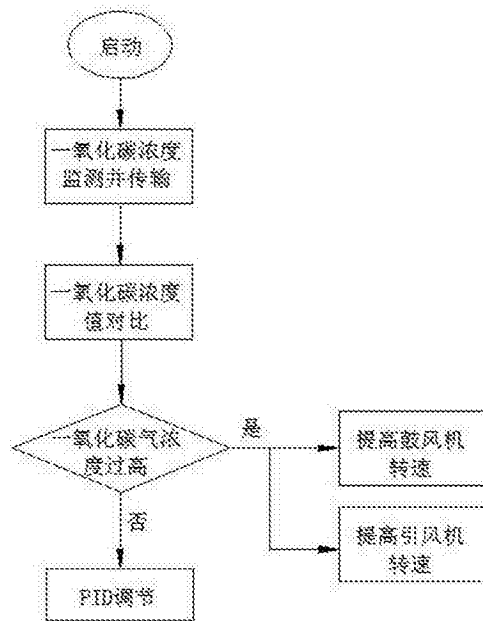 启动
一氧化碳浓度
监测并传输
一氧化碳浓度
值对比
一氧化碳气浓
度过高
是
提高鼓风机
转速
提高引风机
转速
否
PID调节